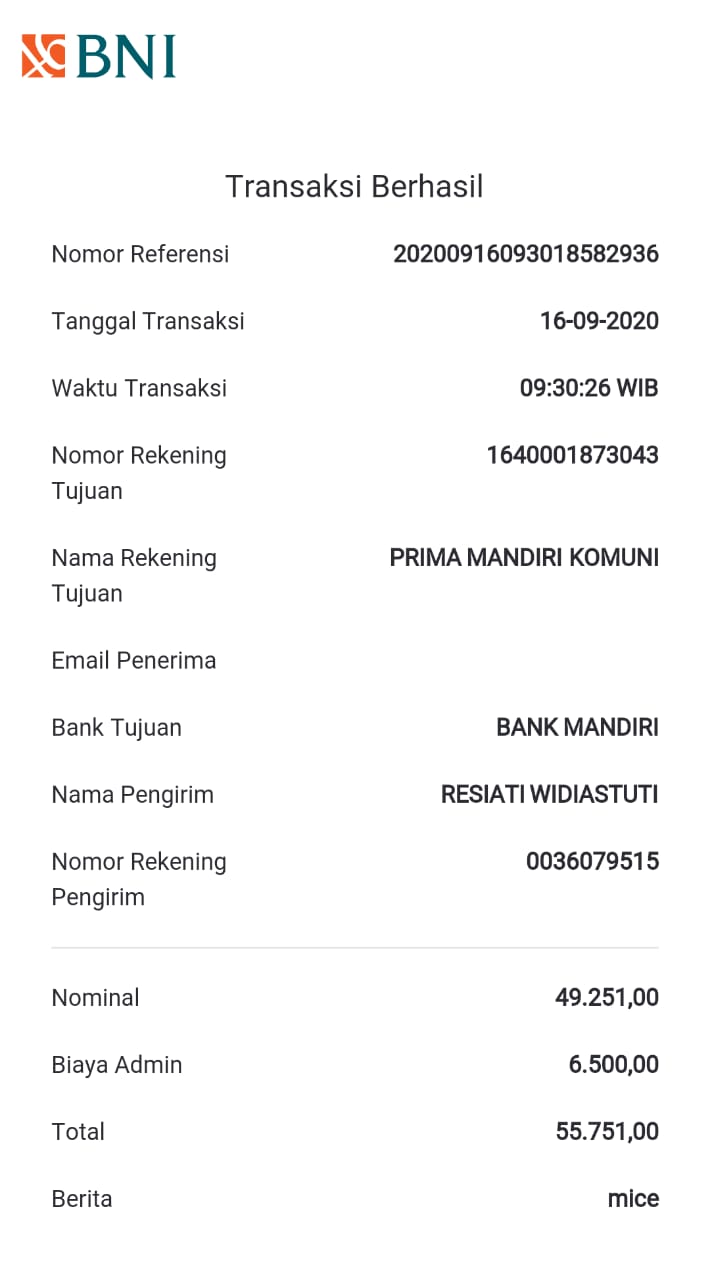 BNI
Transaksi Berhasil
Nomor Referensi 20200916093018582936
Tanggal Transaksi 16-09-2020
Waktu Transaksi 09:30:26 WIB
Nomor Rekening 1640001873043
Tujuan
Nama Rekening PRIMA MANDIRI KOMUNI
Tujuan
Email Penerima
Bank Tujuan BANK MANDIRI
Nama Pengirim RESIATI WIDIASTUTI
Nomor Rekening 0036079515
Pengirim
Nominal 49.251,00
Biaya Admin 6.500,00
Total 55.751,00
Berita mice